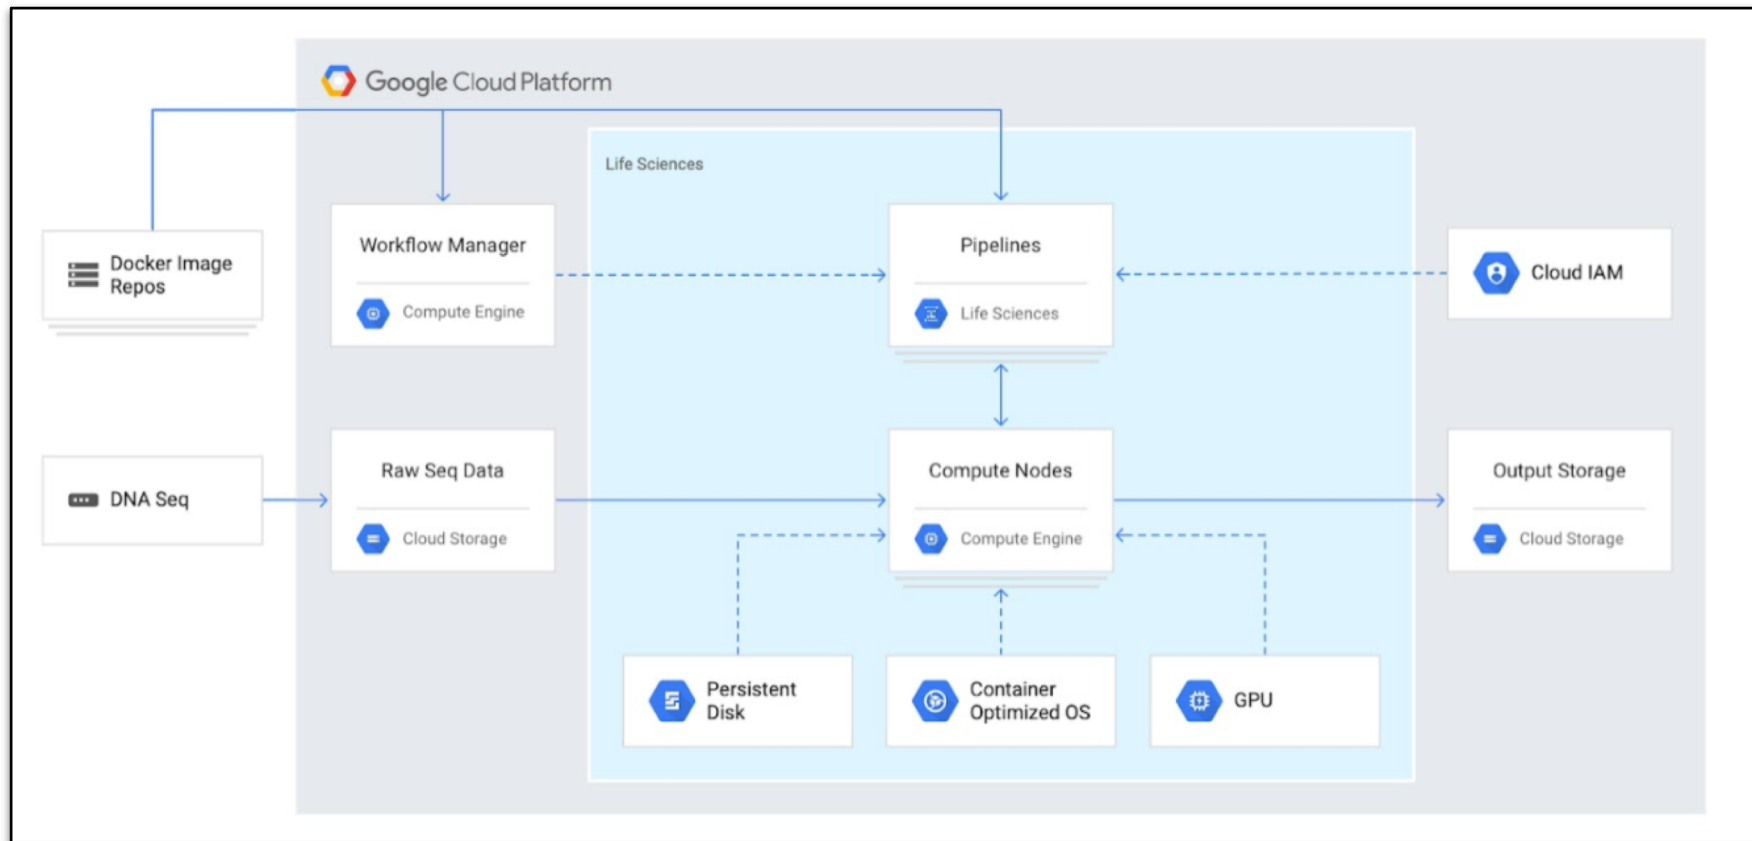 Google Cloud Platform
Life Sciences
Docker Image
Repos
Workflow Manager
Compute Engine
Pipelines
Life Sciences
Cloud IAM
DNA Seq
Raw Seq Data
Cloud Storage
Compute Nodes
Compute Engine
Output Storage
Cloud Storage
Persistent
Disk
Container
Optimized OS
GPU